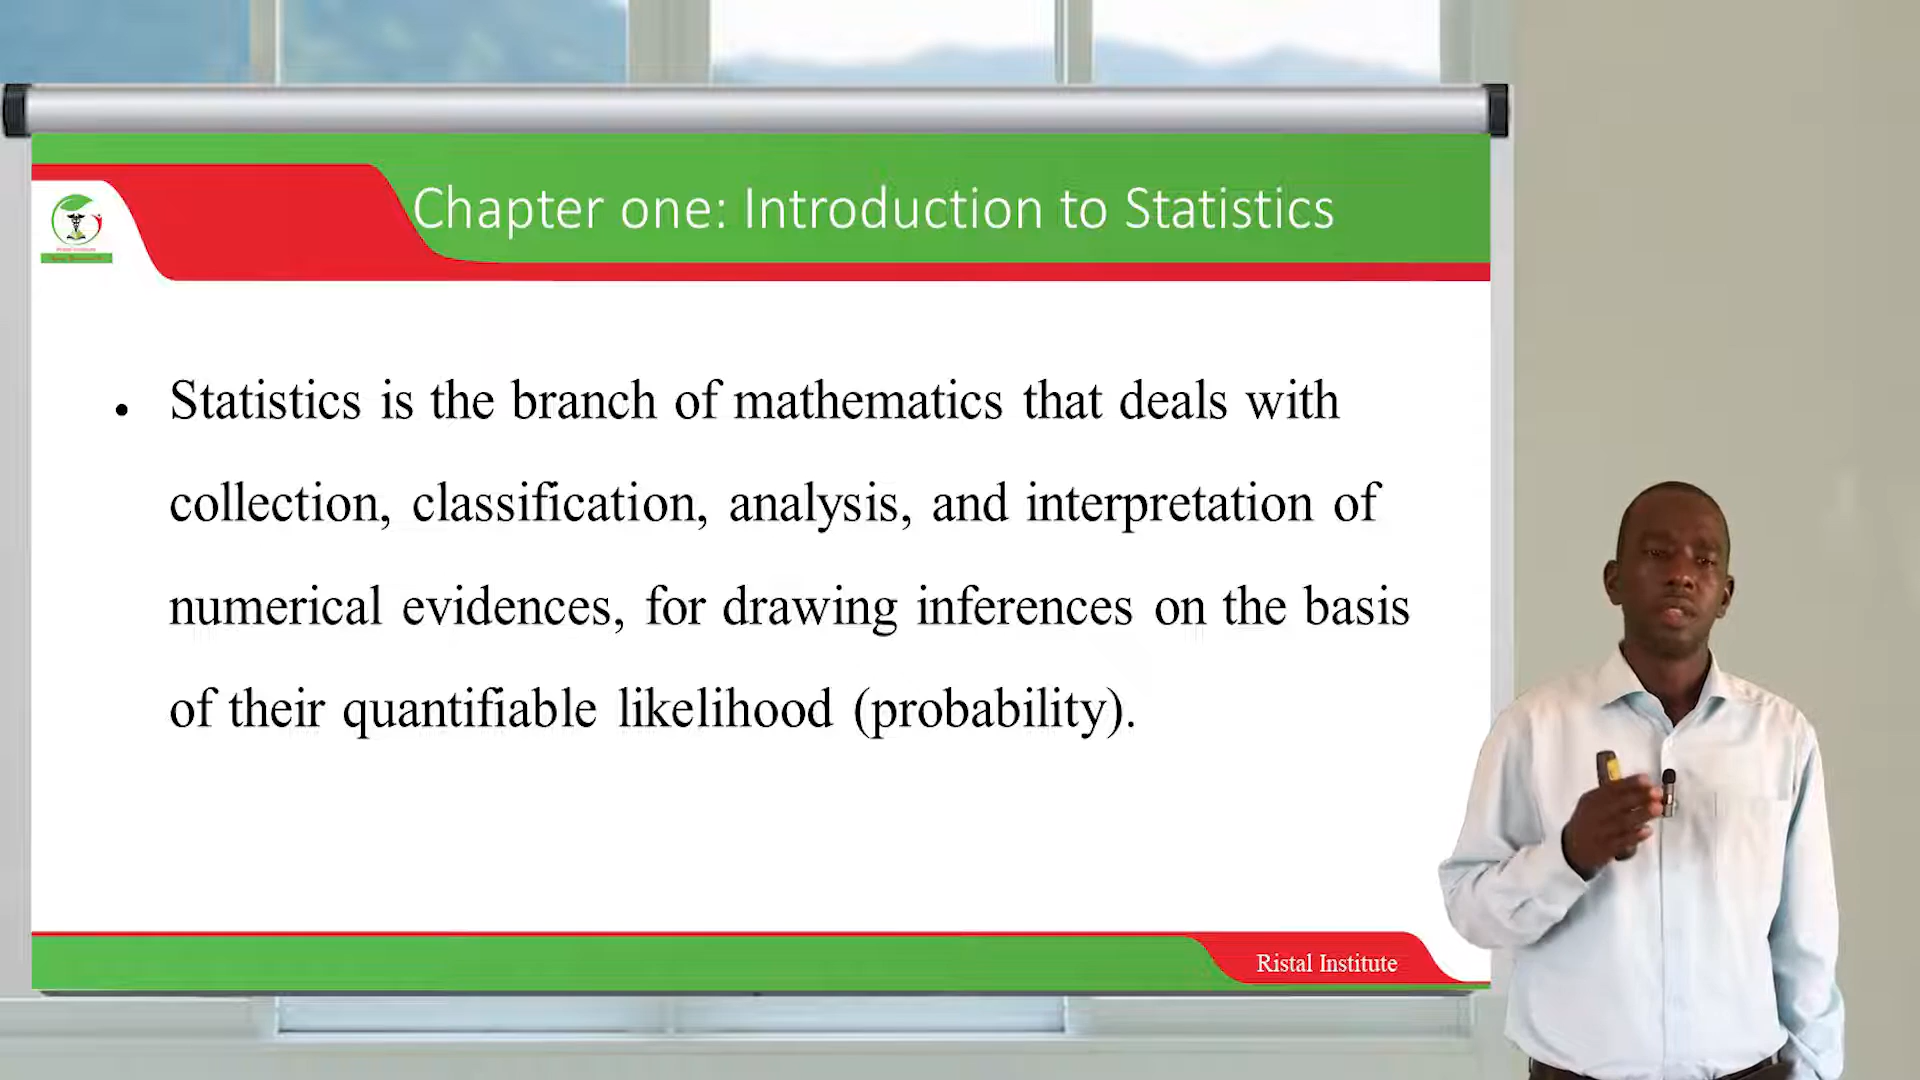 Chapter one: Introduction to Statistics
• Statistics is the branch of mathematics that deals with
collection, classification, analysis, and interpretation of
numerical evidences, for drawing inferences on the basis
of their quantifiable likelihood (probability).
Ristal Institute